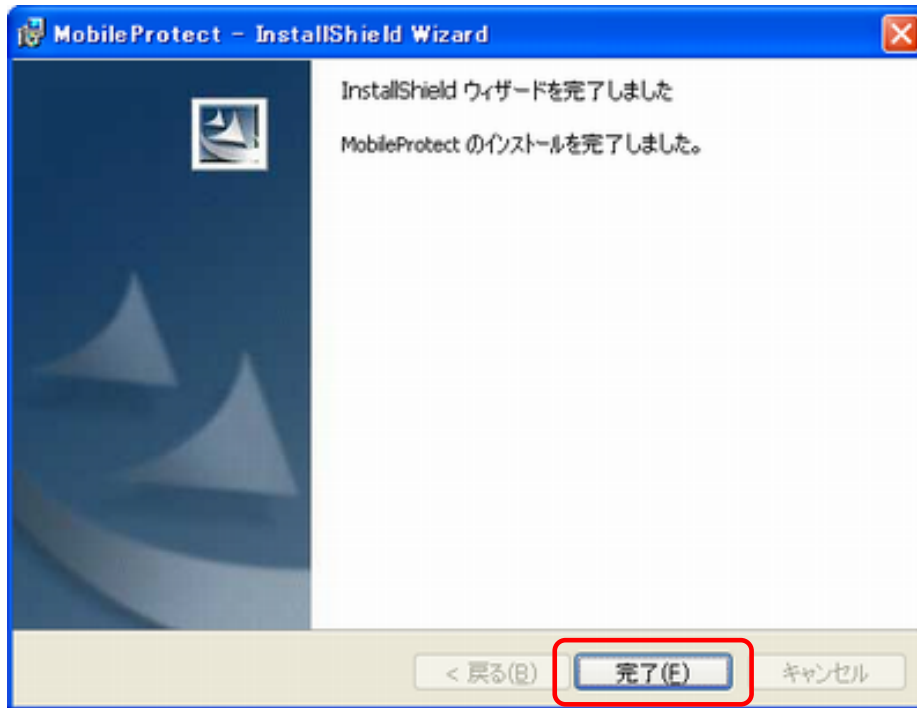 MobileProtect - InstallShield Wizard
InstallShield ウィザードを完了しました
MobileProtect のインストールを完了しました。
< 戻る(B)
完了(F)
キャンセル